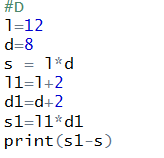 #D
l=12
d=8
s = l*d
l1=l+2
d1=d+2
s1=l1*d1
print(s1-s)